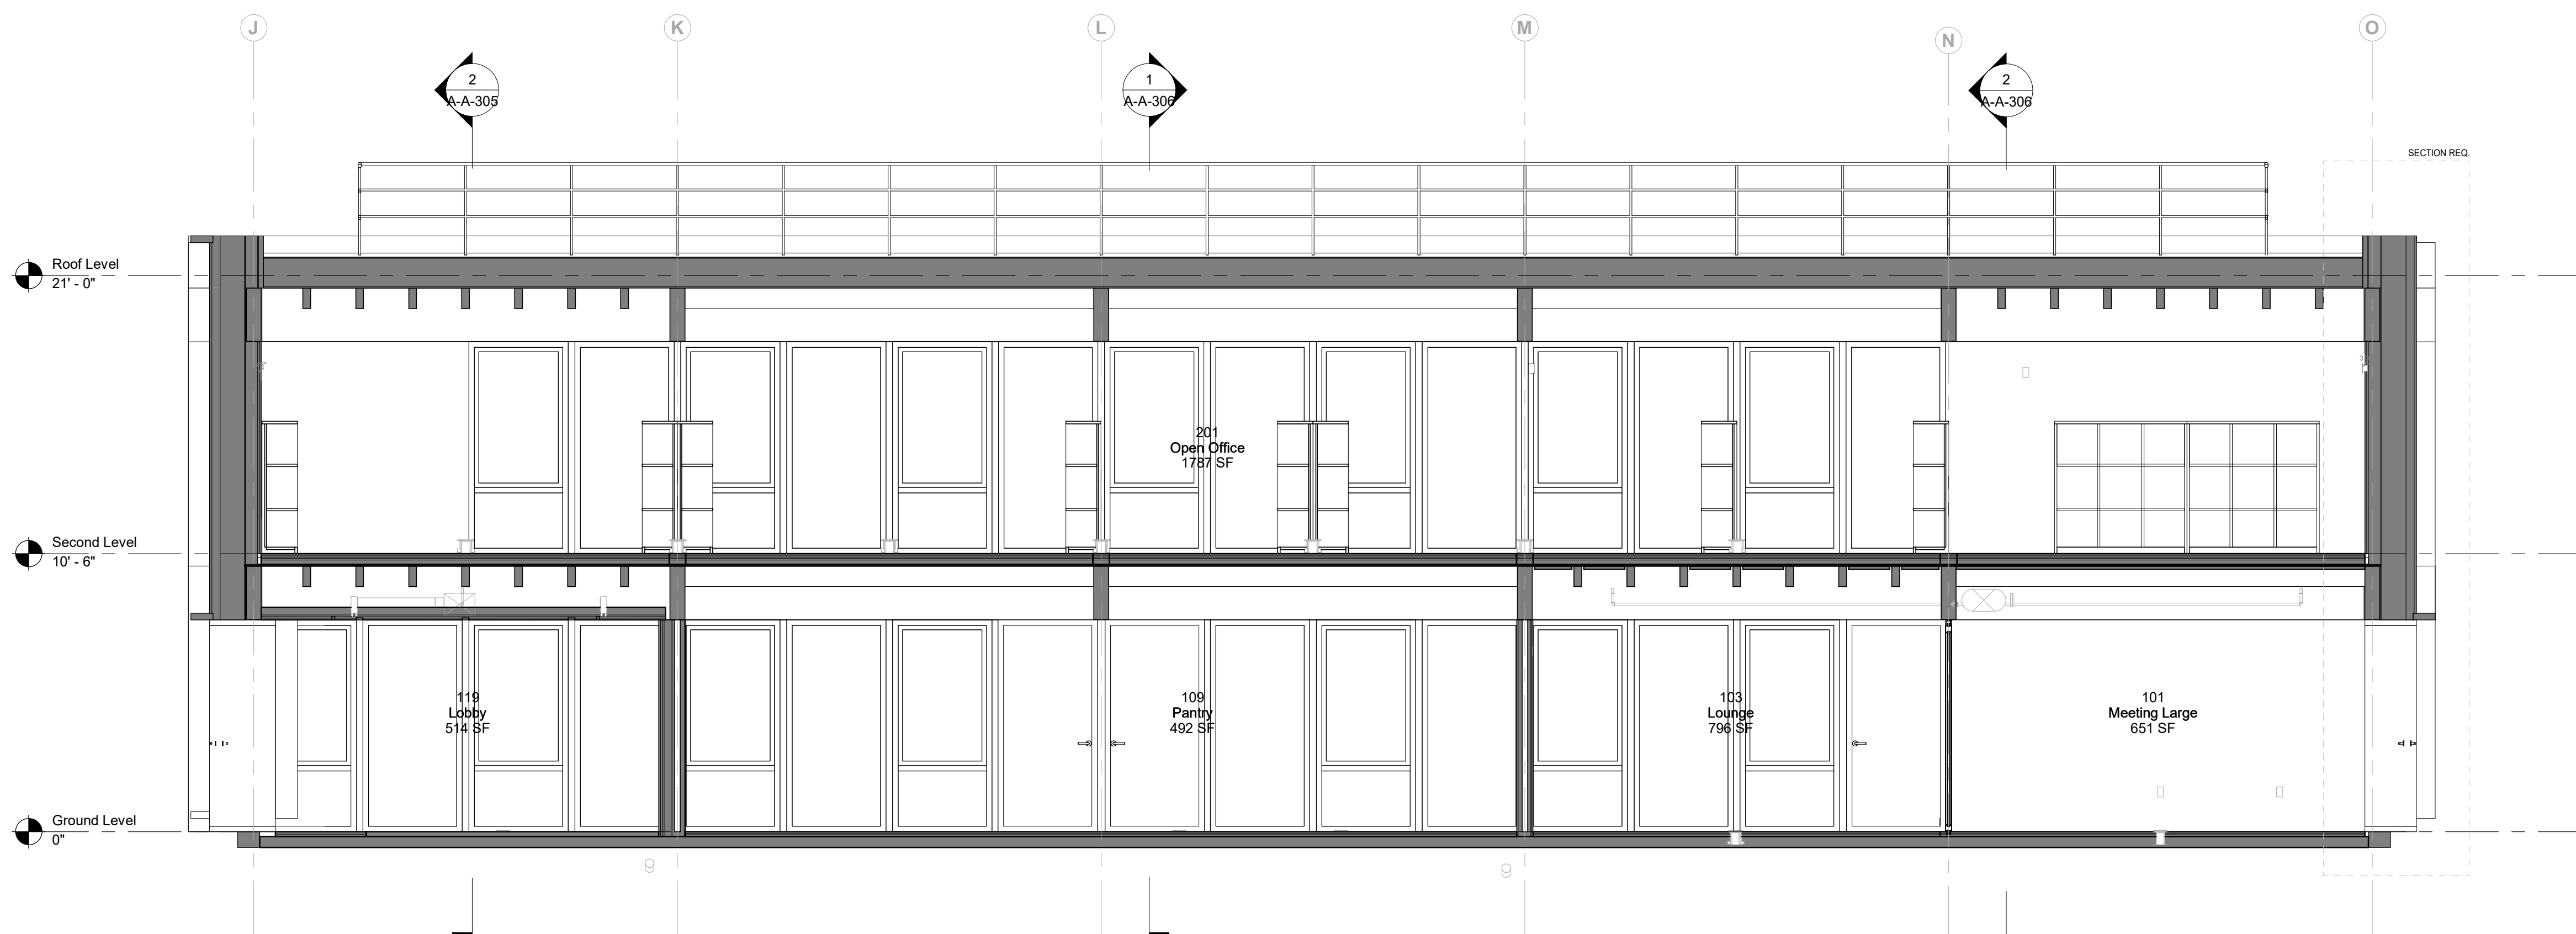 J
K
L
M
N
O
2
A-A-305
1
A-A-306
2
A-A-306
SECTION REQ.
Roof Level
21' - 0"
201
Open Office
1787 SF
Second Level
10' - 6"
119
Lobby
514 SF
109
Pantry
492 SF
103
Lounge
796 SF
101
Meeting Large
651 SF
Ground Level
0"